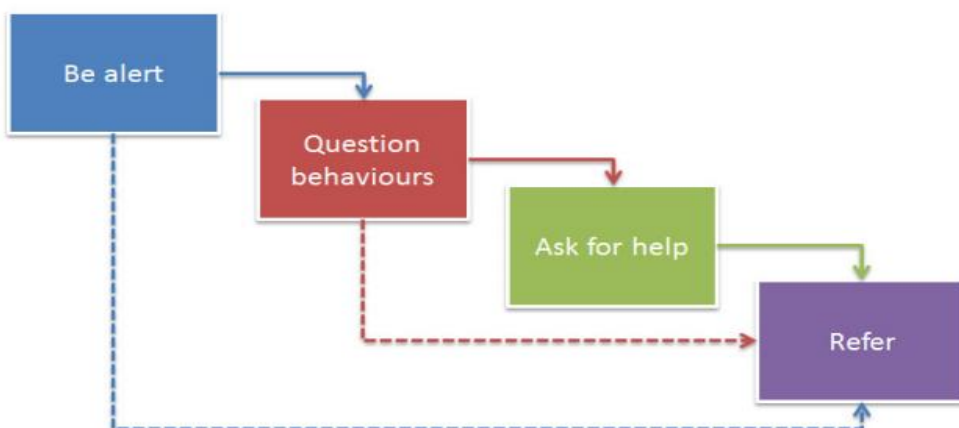 Be alert
Question
behaviours
Ask for help
Refer